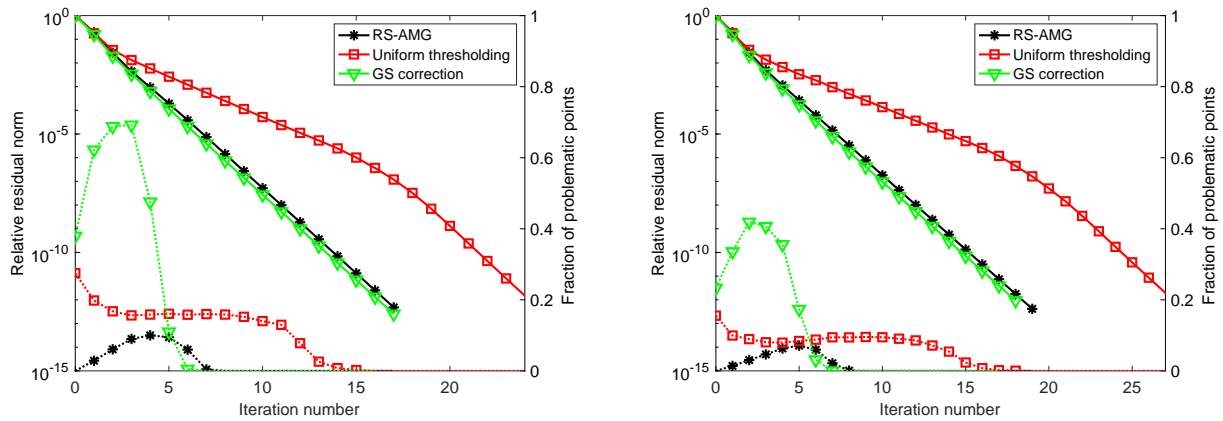 10^0
10^-5
10^-10
10^-15
Relative residual norm
0
5
10
15
20
Iteration number
0
0.2
0.4
0.6
0.8
1
Fraction of problematic points
RS-AMG
Uniform thresholding
GS correction
10^0
10^-5
10^-10
10^-15
Relative residual norm
0
5
10
15
20
25
Iteration number
0
0.2
0.4
0.6
0.8
1
Fraction of problematic points
RS-AMG
Uniform thresholding
GS correction